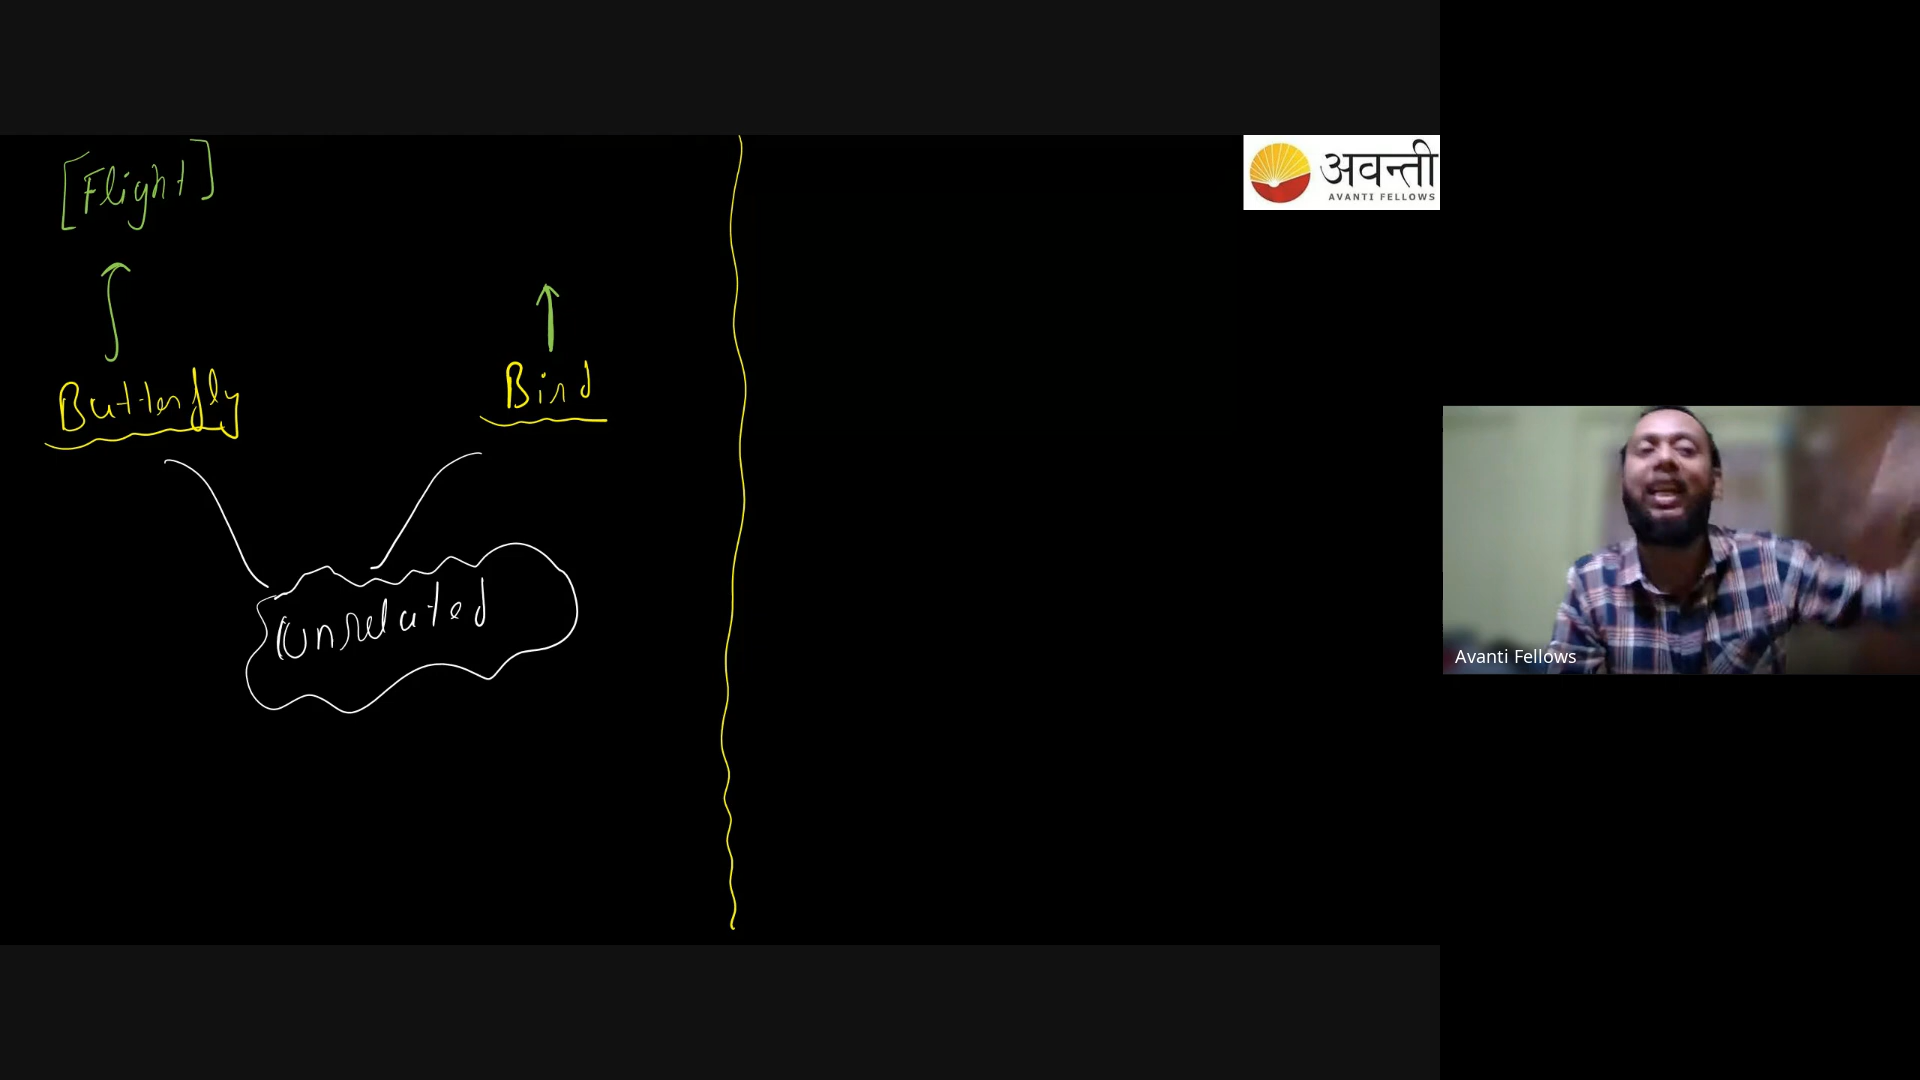 [Flight]
अवन्ती
AVANTI FELLOWS
Butterfly
Bird
unrelated
Avanti Fellows